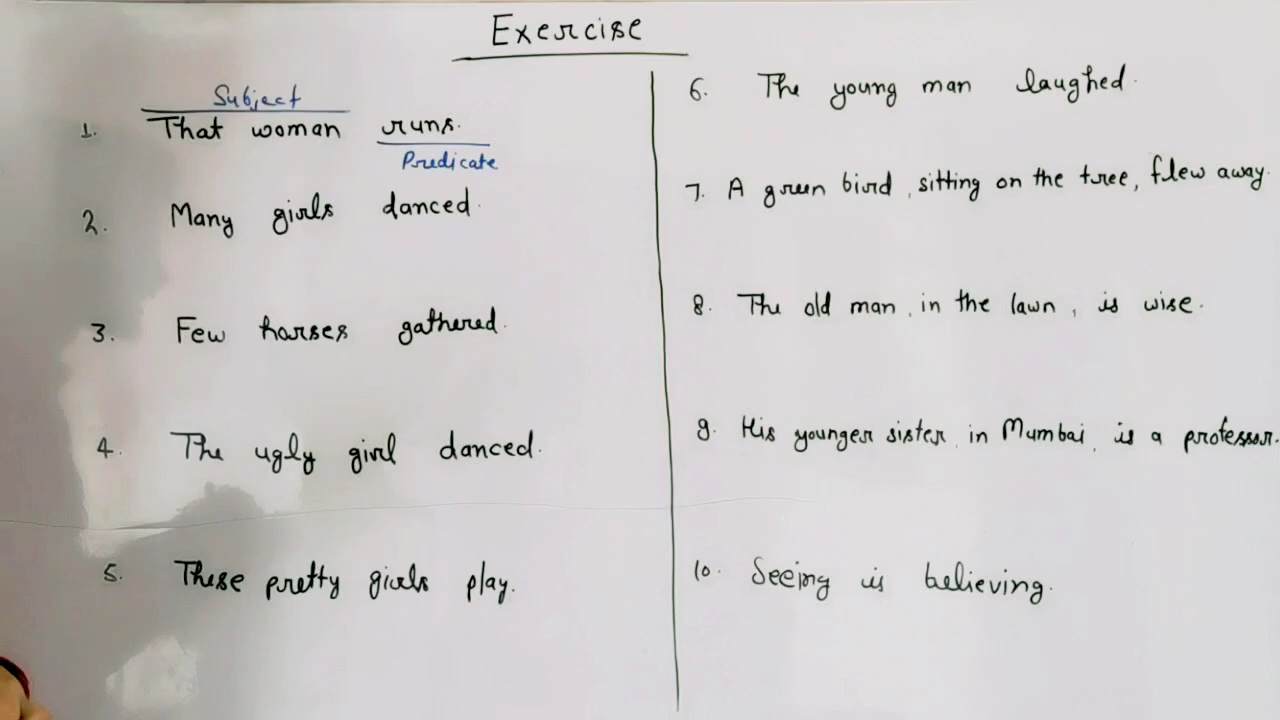 Exercise
Subject
1. That woman runs.
Predicate
2. Many girls danced.
3. Few horses gathered.
4. The ugly girl danced.
5. These pretty girls play.
6. The young man laughed.
7. A green bird, sitting on the tree, flew away.
8. The old man, in the lawn, is wise.
9. His younger sister, in Mumbai, is a professor.
10. Seeing is believing.